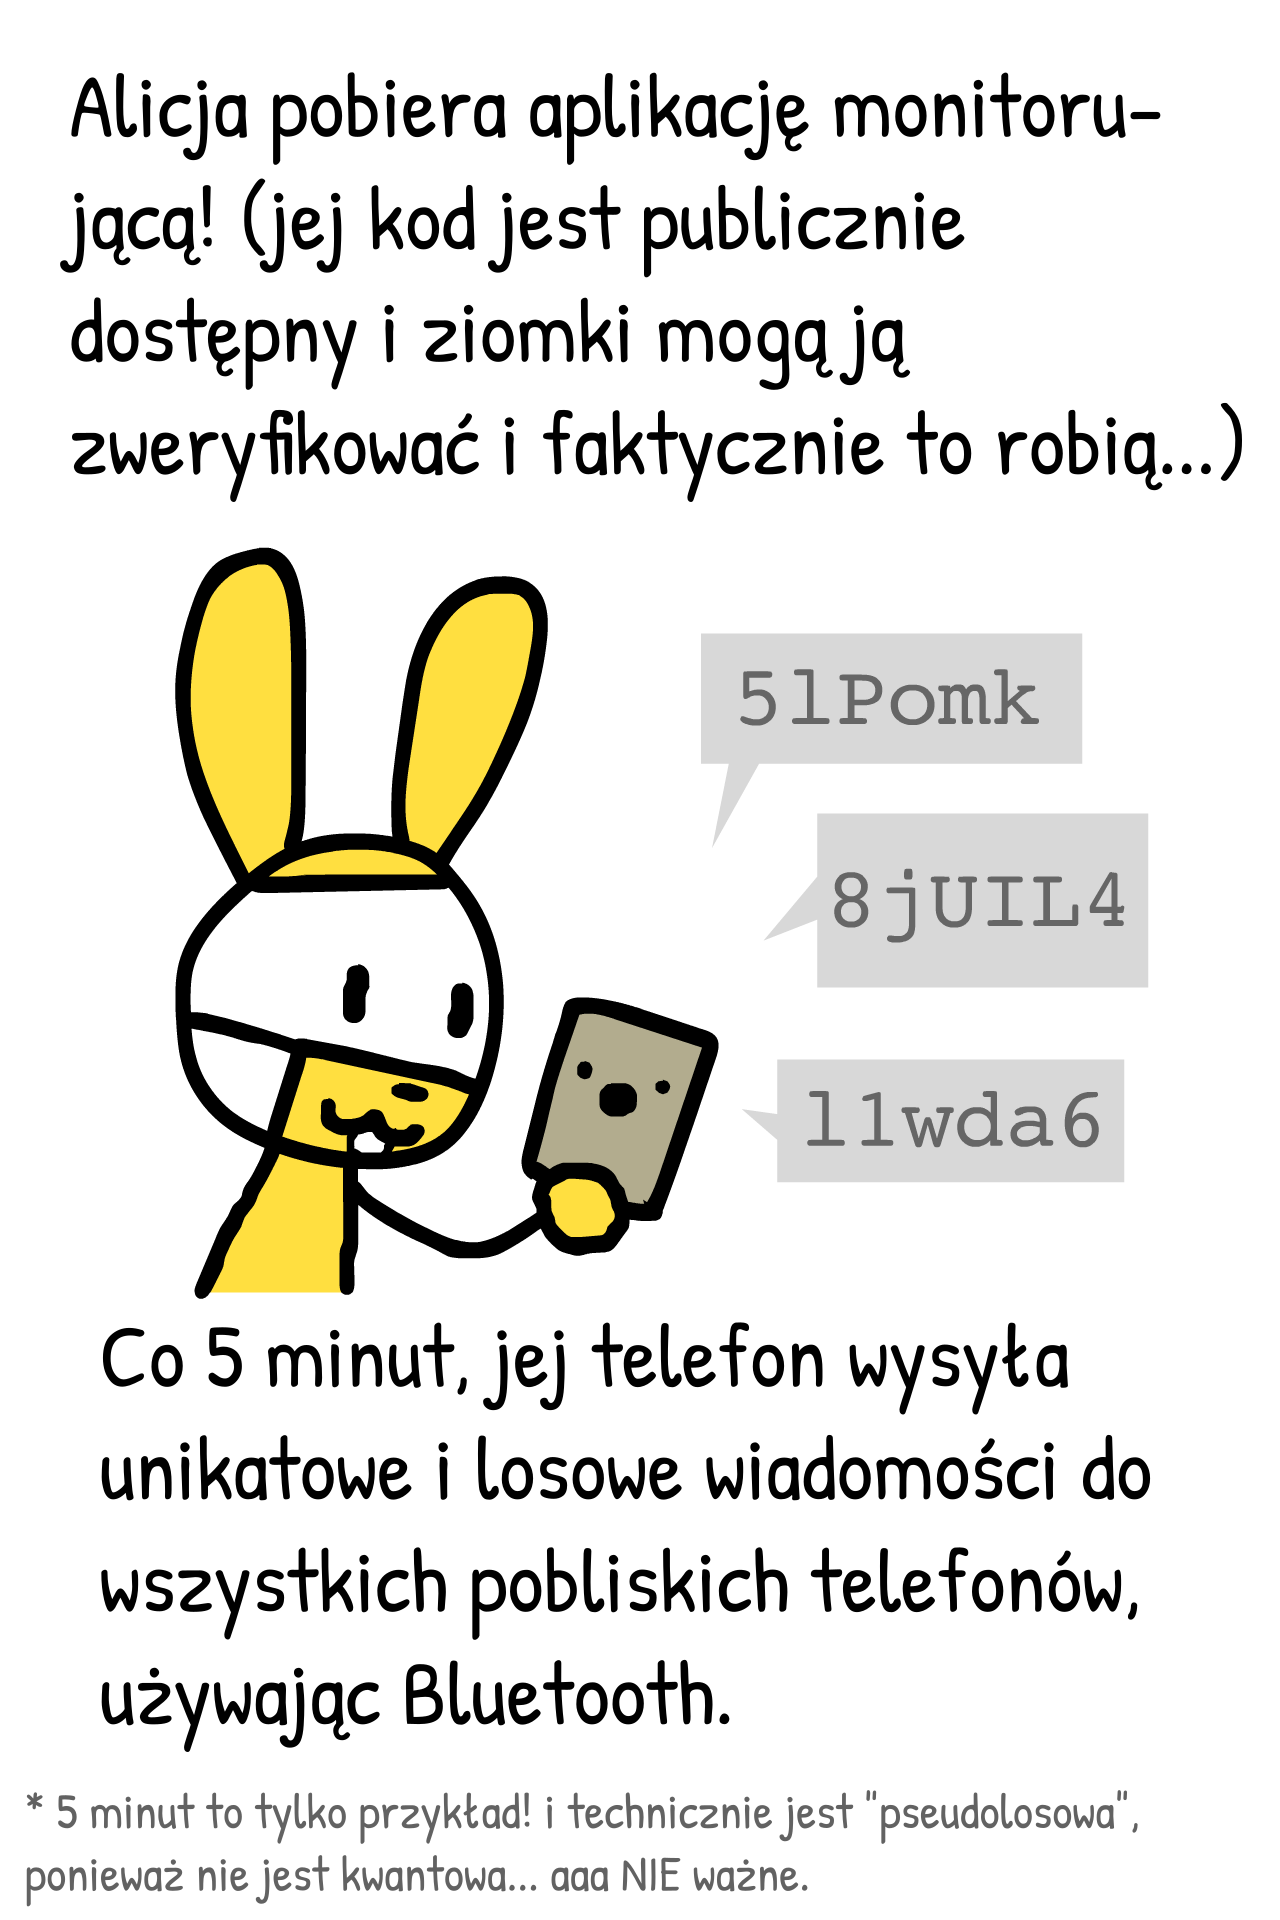 Alicja pobiera aplikację monitoru-
jącą! (jej kod jest publicznie
dostępny i ziomki mogą ją
zweryfikować i faktycznie to robią...)
5lPomk
8jUIL4
l1wda6
Co 5 minut, jej telefon wysyła
unikatowe i losowe wiadomości do
wszystkich pobliskich telefonów,
używając Bluetooth.
* 5 minut to tylko przykład! i technicznie jest "pseudolosowa",
ponieważ nie jest kwantowa... aaa NIE ważne.